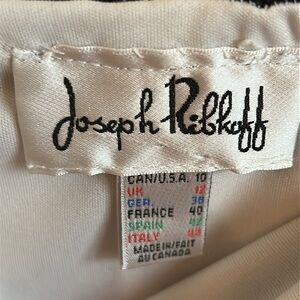 Joseph Ribkoff
CAN/U.S.A. 10
UK 12
GER. 38
FRANCE 40
SPAIN 42
ITALY 44
MADE IN/FAIT
AU CANADA